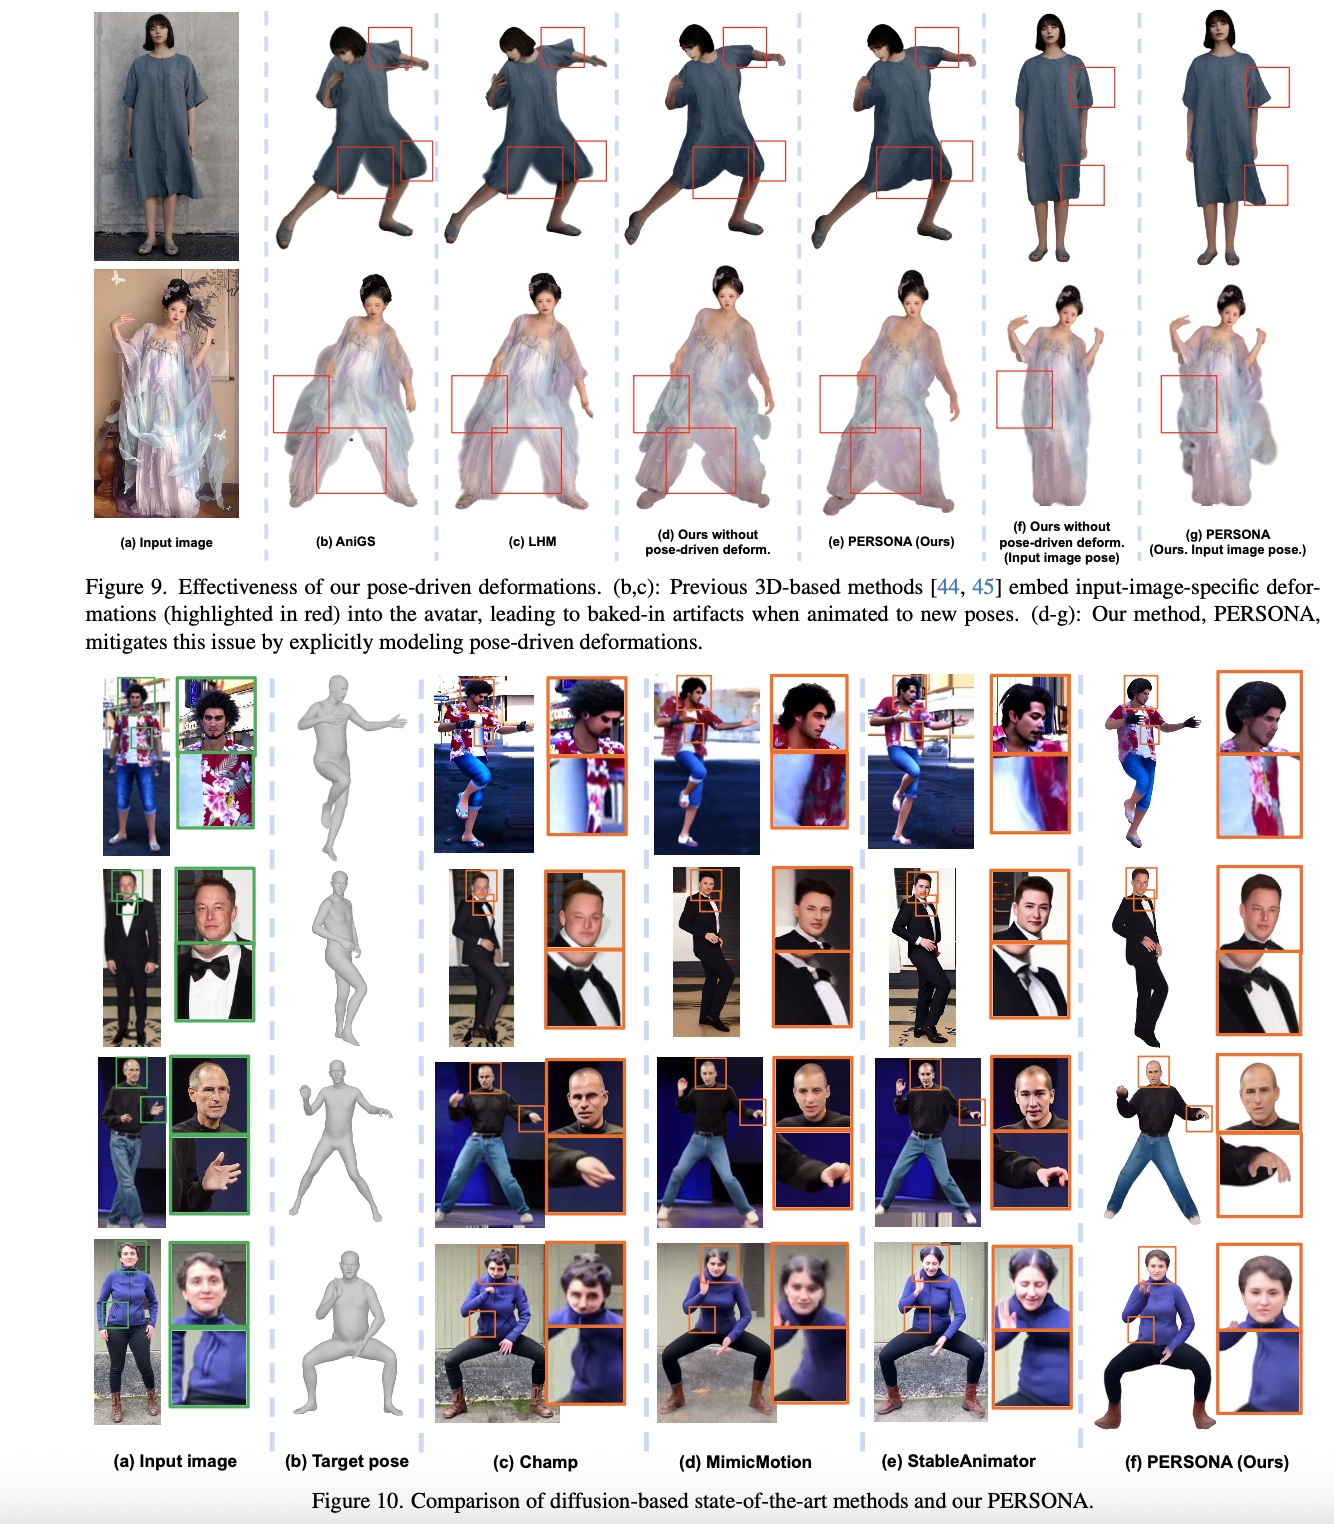 (a) Input image
(b) AniGS
(c) LHM
(d) Ours without
pose-driven deform.
(e) PERSONA (Ours)
(f) Ours without
pose-driven deform.
(Input image pose)
(g) PERSONA
(Ours. Input image pose.)
Figure 9. Effectiveness of our pose-driven deformations. (b,c): Previous 3D-based methods [44, 45] embed input-image-specific defor-
mations (highlighted in red) into the avatar, leading to baked-in artifacts when animated to new poses. (d-g): Our method, PERSONA,
mitigates this issue by explicitly modeling pose-driven deformations.
(a) Input image
(b) Target pose
(c) Champ
(d) MimicMotion
(e) StableAnimator
(f) PERSONA (Ours)
Figure 10. Comparison of diffusion-based state-of-the-art methods and our PERSONA.